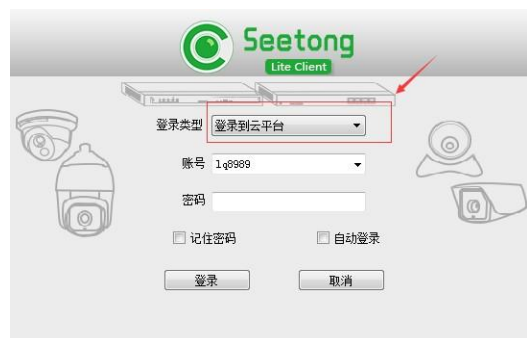 Seetong
Lite Client
登录类型 登录到云平台
账号 lq8989
密码
记住密码 自动登录
登录 取消